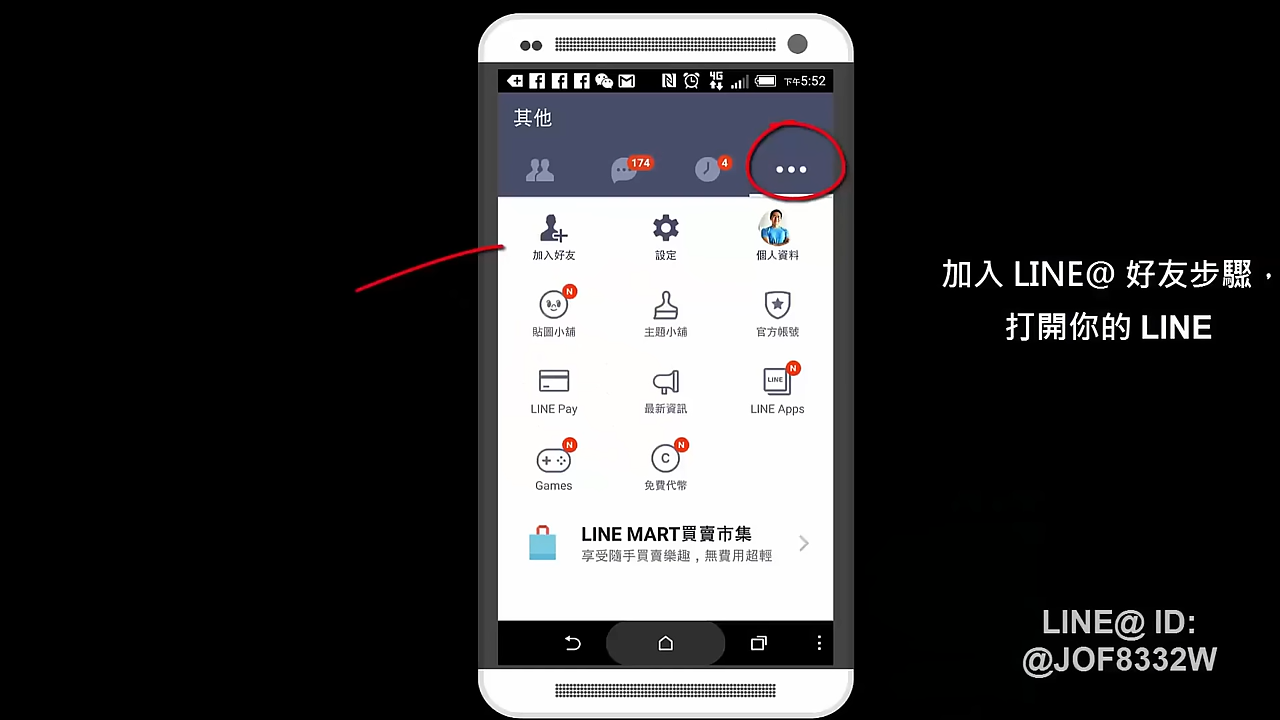 下午5:52
其他
174
4
加入好友
設定
個人資料
N
貼圖小舖
主題小舖
官方帳號
N
LINE
LINE Pay
最新資訊
LINE Apps
N
N
C
Games
免費代幣
LINE MART買賣市集
享受隨手買賣樂趣，無費用超輕
加入 LINE@ 好友步驟，
打開你的 LINE
LINE@ ID:
@JOF8332W